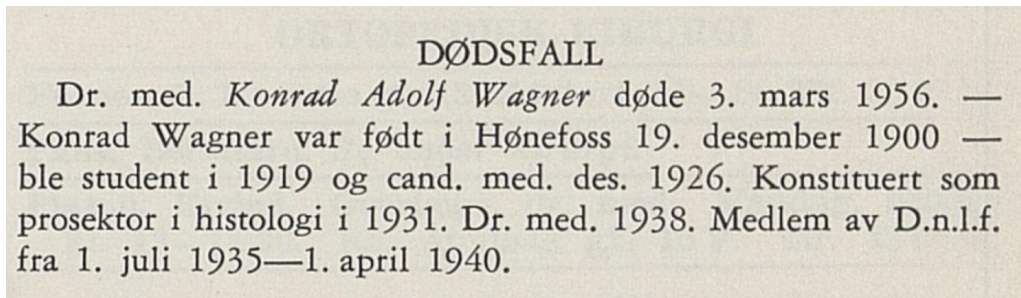 DØDSFALL
Dr. med. Konrad Adolf Wagner døde 3. mars 1956. —
Konrad Wagner var født i Hønefoss 19. desember 1900 —
ble student i 1919 og cand. med. des. 1926. Konstituert som
prosektor i histologi i 1931. Dr. med. 1938. Medlem av D.n.l.f.
fra 1. juli 1935—1. april 1940.